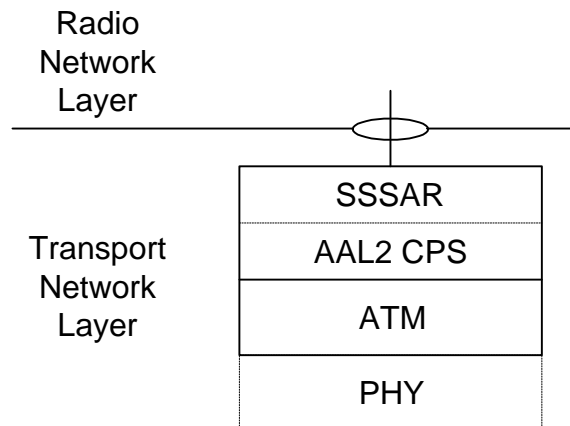 Radio
Network
Layer
SSSAR
Transport
Network
Layer
AAL2 CPS
ATM
PHY